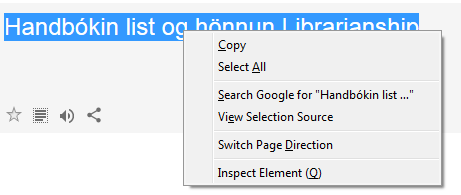 Handbókin list og hönnun Librarianship
Copy
Select All
Search Google for "Handbókin list ..."
View Selection Source
Switch Page Direction
Inspect Element (Q)